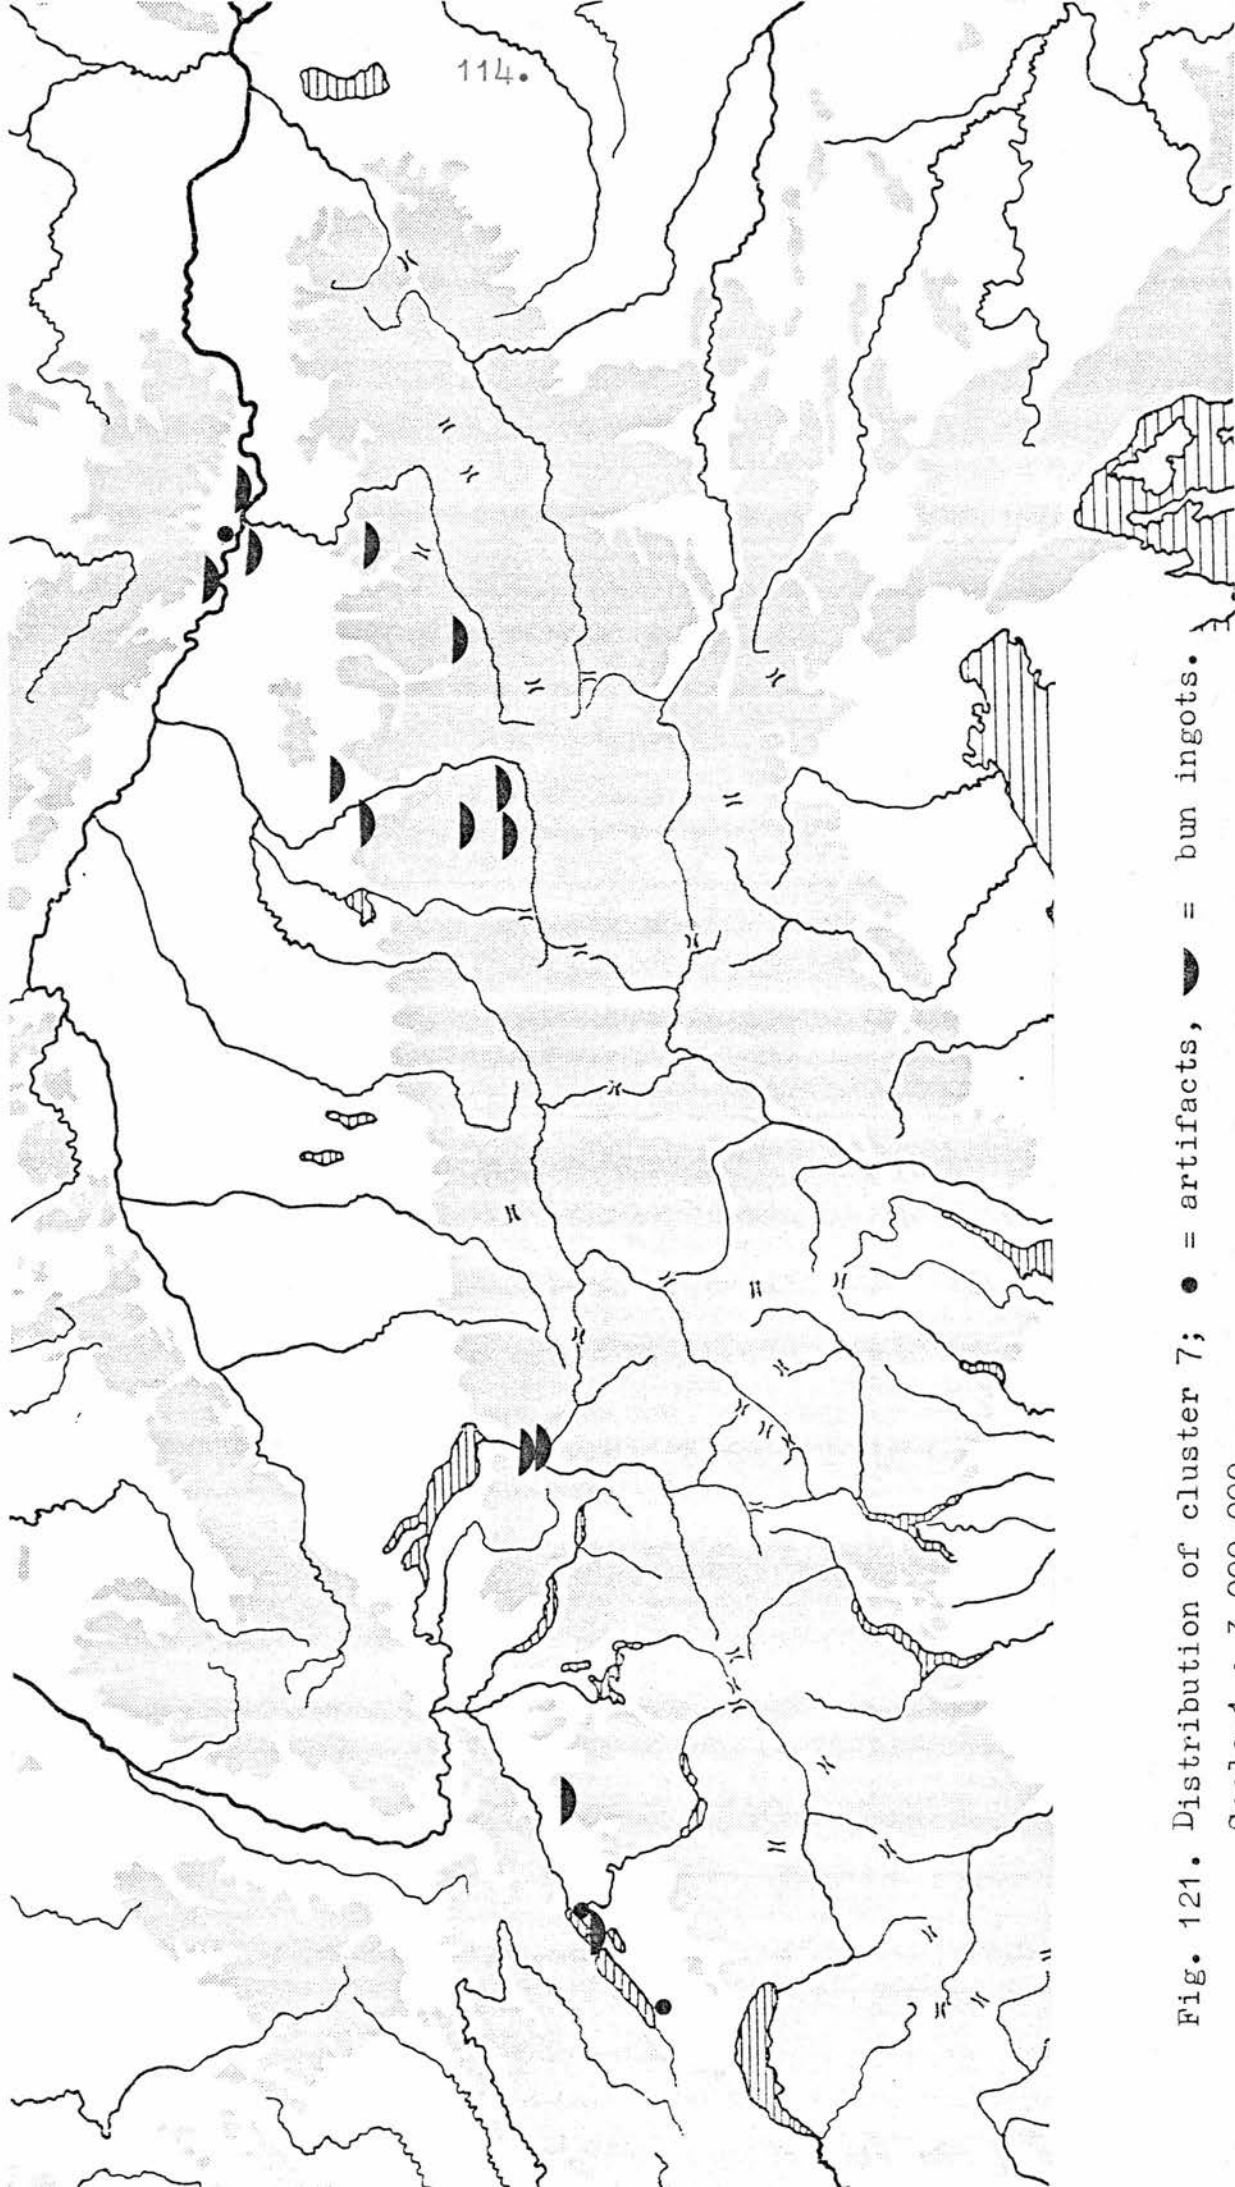 114.
Fig. 121. Distribution of cluster 7; ● = artifacts, ◗ = bun ingots.